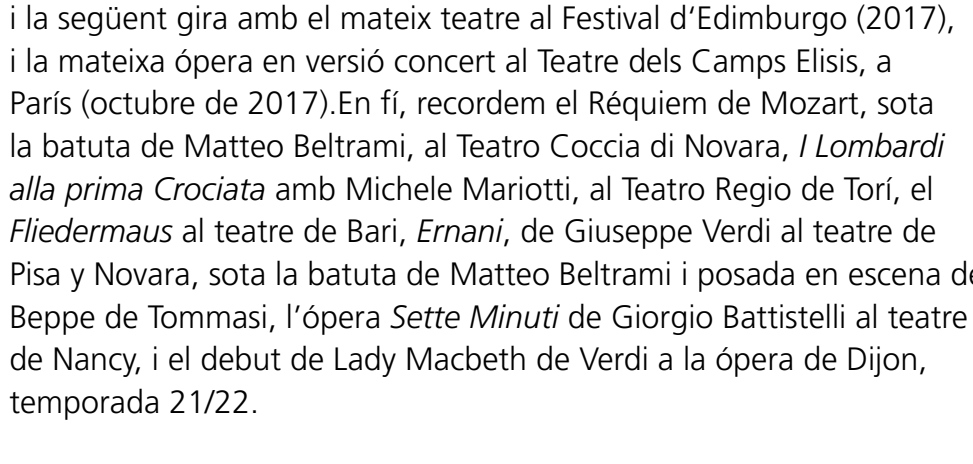 i la següent gira amb el mateix teatre al Festival d‘Edimburgo (2017),
i la mateixa ópera en versió concert al Teatre dels Camps Elisis, a
París (octubre de 2017).En fí, recordem el Réquiem de Mozart, sota
la batuta de Matteo Beltrami, al Teatro Coccia di Novara, I Lombardi
alla prima Crociata amb Michele Mariotti, al Teatro Regio de Torí, el
Fliedermaus al teatre de Bari, Ernani, de Giuseppe Verdi al teatre de
Pisa y Novara, sota la batuta de Matteo Beltrami i posada en escena de
Beppe de Tommasi, l’ópera Sette Minuti de Giorgio Battistelli al teatre
de Nancy, i el debut de Lady Macbeth de Verdi a la ópera de Dijon,
temporada 21/22.